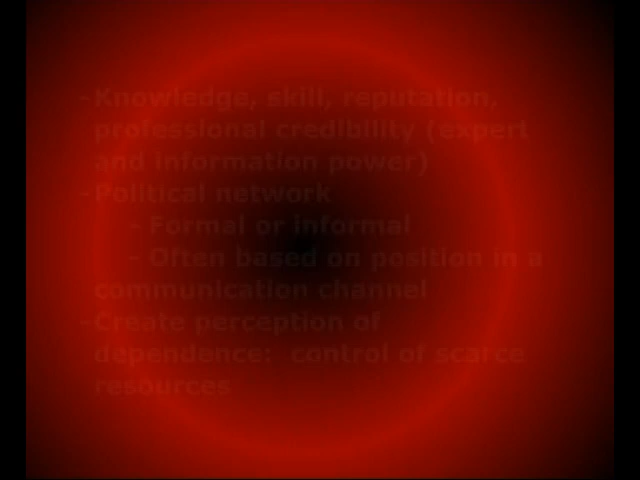 -Knowledge, skill, reputation,
professional credibility (expert
and information power)
-Political network
- Formal or informal
- Often based on position in a
communication channel
-Create perception of
dependence: control of scarce
resources